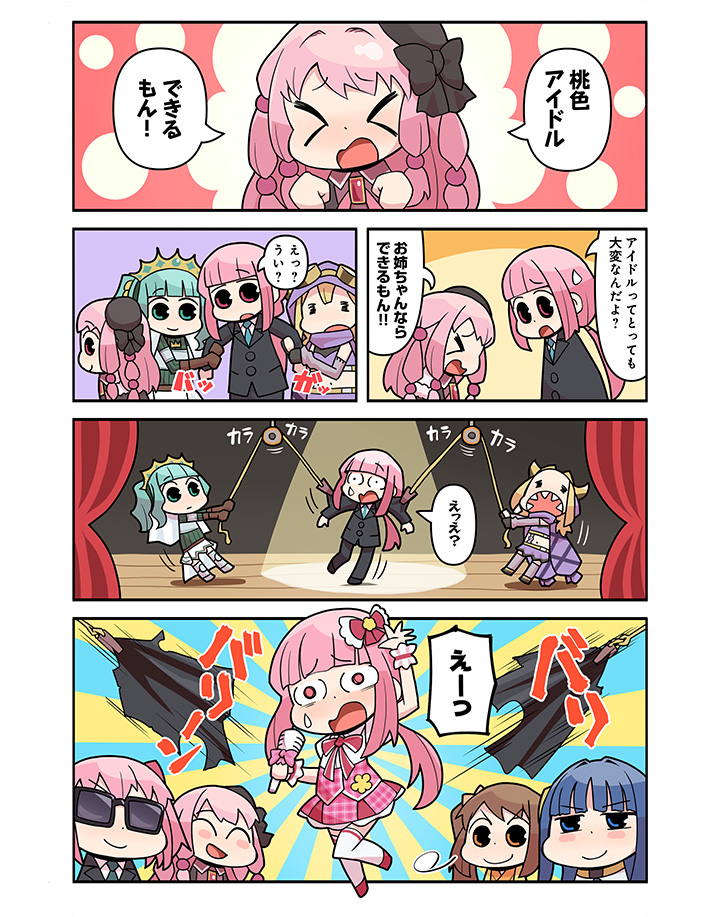 桃色
アイドル
できる
もん！
アイドルってとっても
大変なんだよ？
お姉ちゃんなら
できるもん!!
えっ？
うい？
バッ
ガッ
カラ
カラ
カラ
カラ
えっえ？
バリン
バリ
えーっ